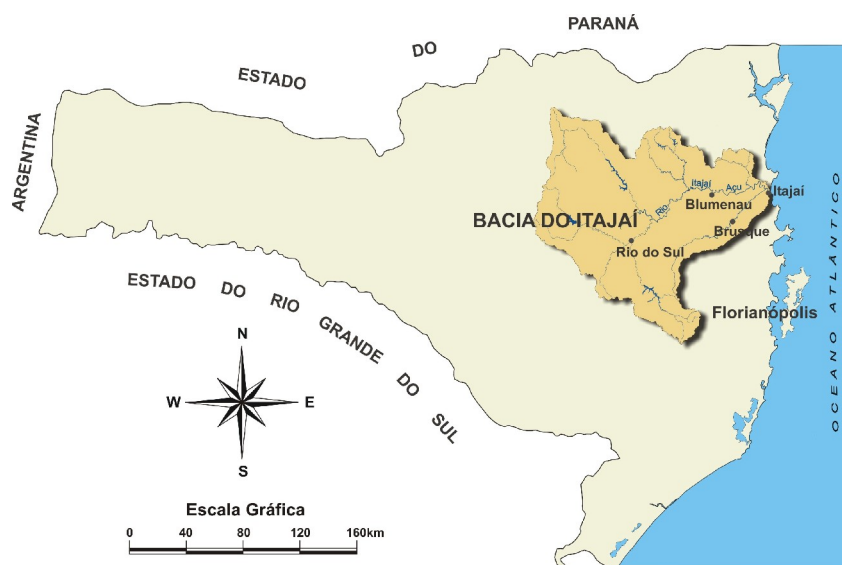 PARANÁ
DO
ESTADO
ARGENTINA
Itajaí Açu
Rio
Itajaí
Blumenau
BACIA DO ITAJAÍ
Brusque
Rio do Sul
ESTADO DO RIO GRANDE DO SUL
Florianópolis
OCEANO ATLANTICO
N
W
E
S
Escala Gráfica
0 40 80 120 160km